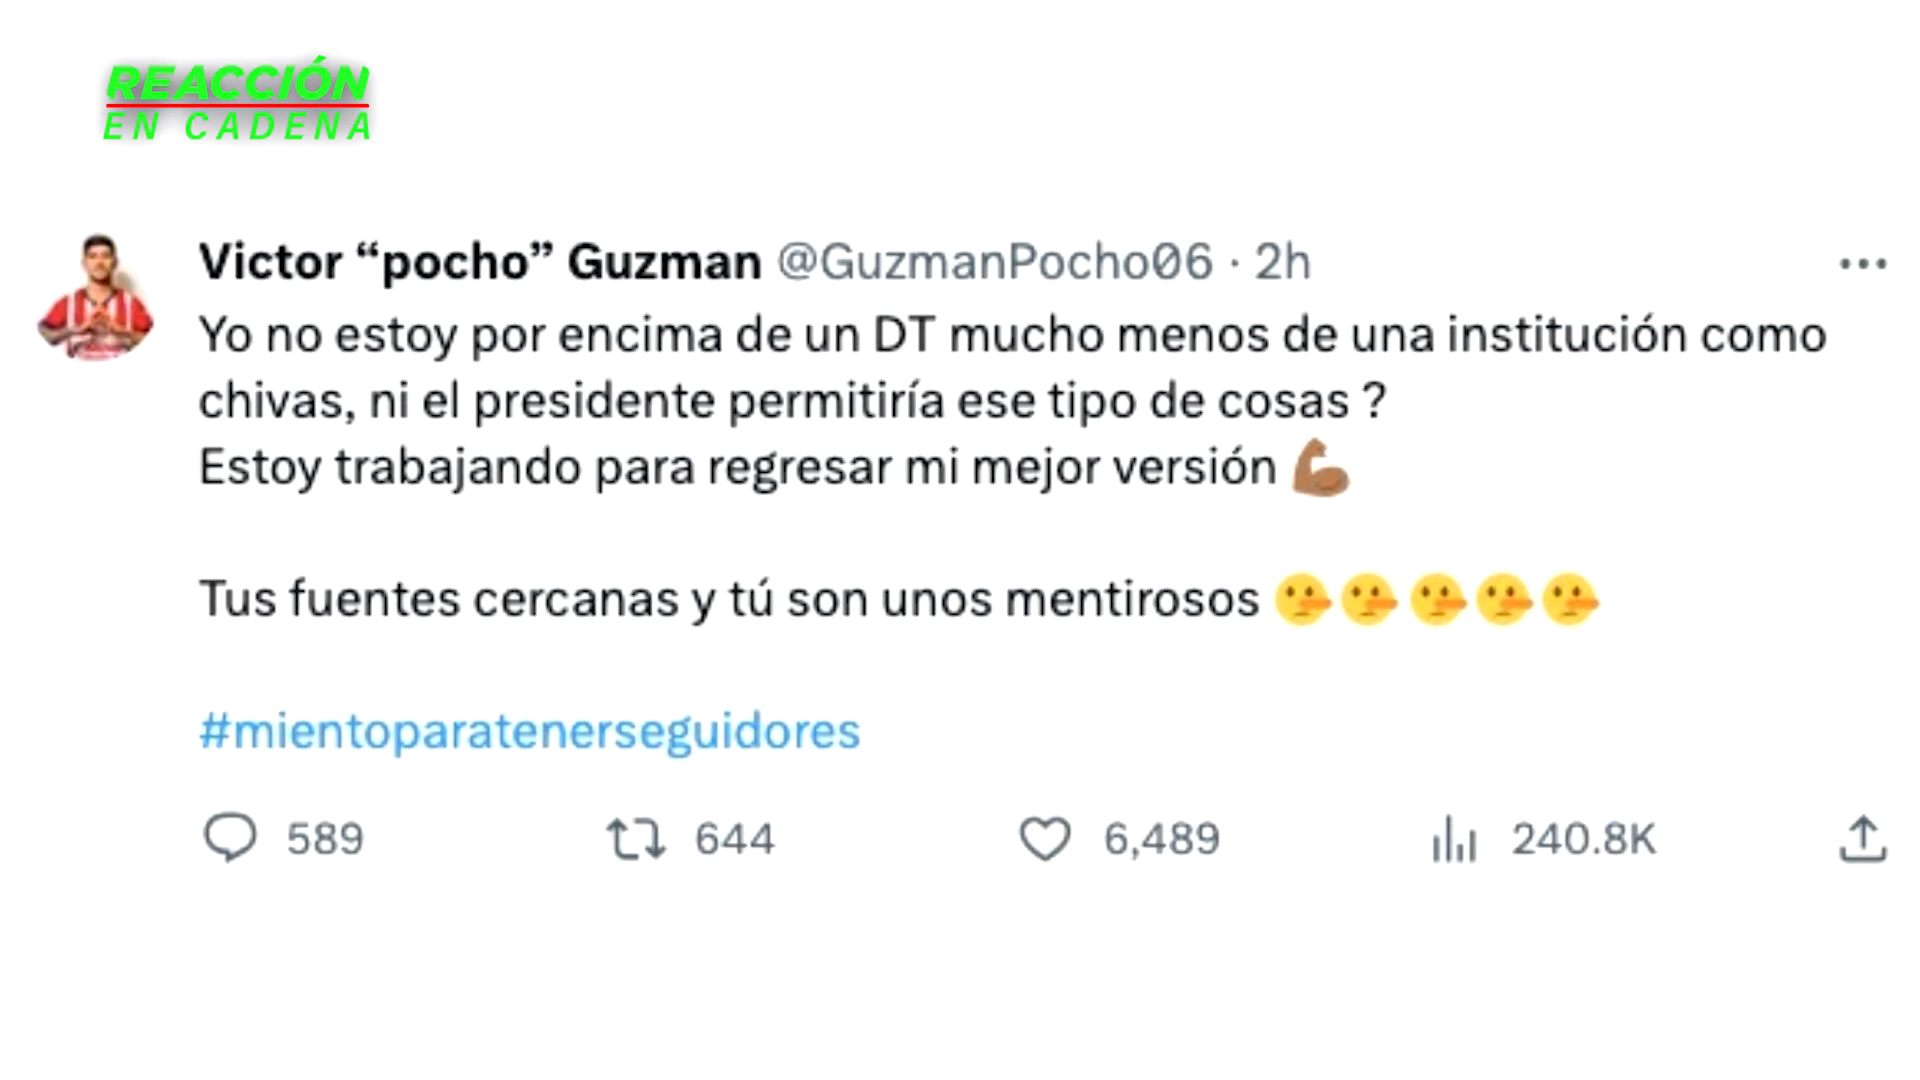 REACCIÓN
EN CADENA
Victor “pocho” Guzman @GuzmanPocho06 · 2h
Yo no estoy por encima de un DT mucho menos de una institución como
chivas, ni el presidente permitiría ese tipo de cosas ?
Estoy trabajando para regresar mi mejor versión 💪🏾
Tus fuentes cercanas y tú son unos mentirosos 🤥🤥🤥🤥🤥
#mientoparatenerseguidores
589 644 6,489 240.8K